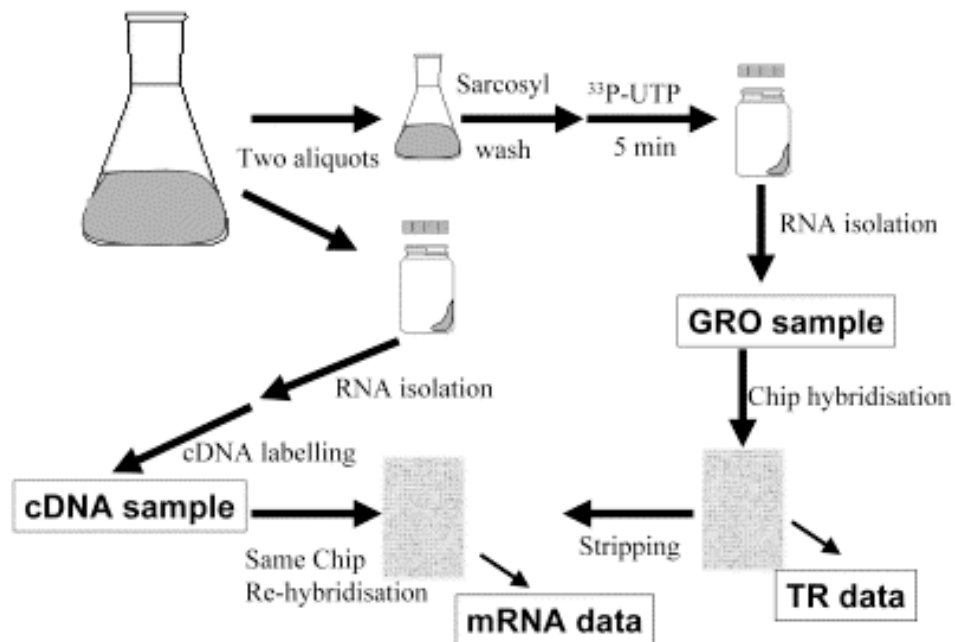 Two aliquots
Sarcosyl
wash
³³P-UTP
5 min
RNA isolation
GRO sample
Chip hybridisation
RNA isolation
cDNA labelling
cDNA sample
Same Chip
Re-hybridisation
Stripping
mRNA data
TR data